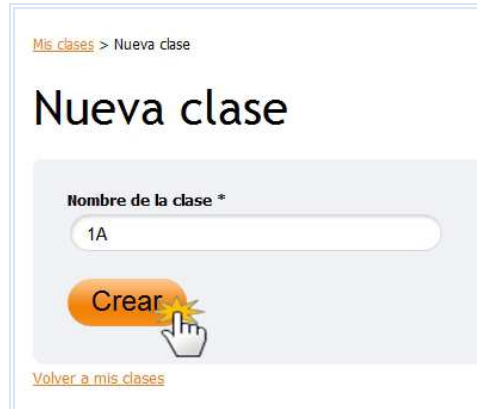 Mis clases > Nueva clase
Nueva clase
Nombre de la clase *
1A
Crear
Volver a mis clases